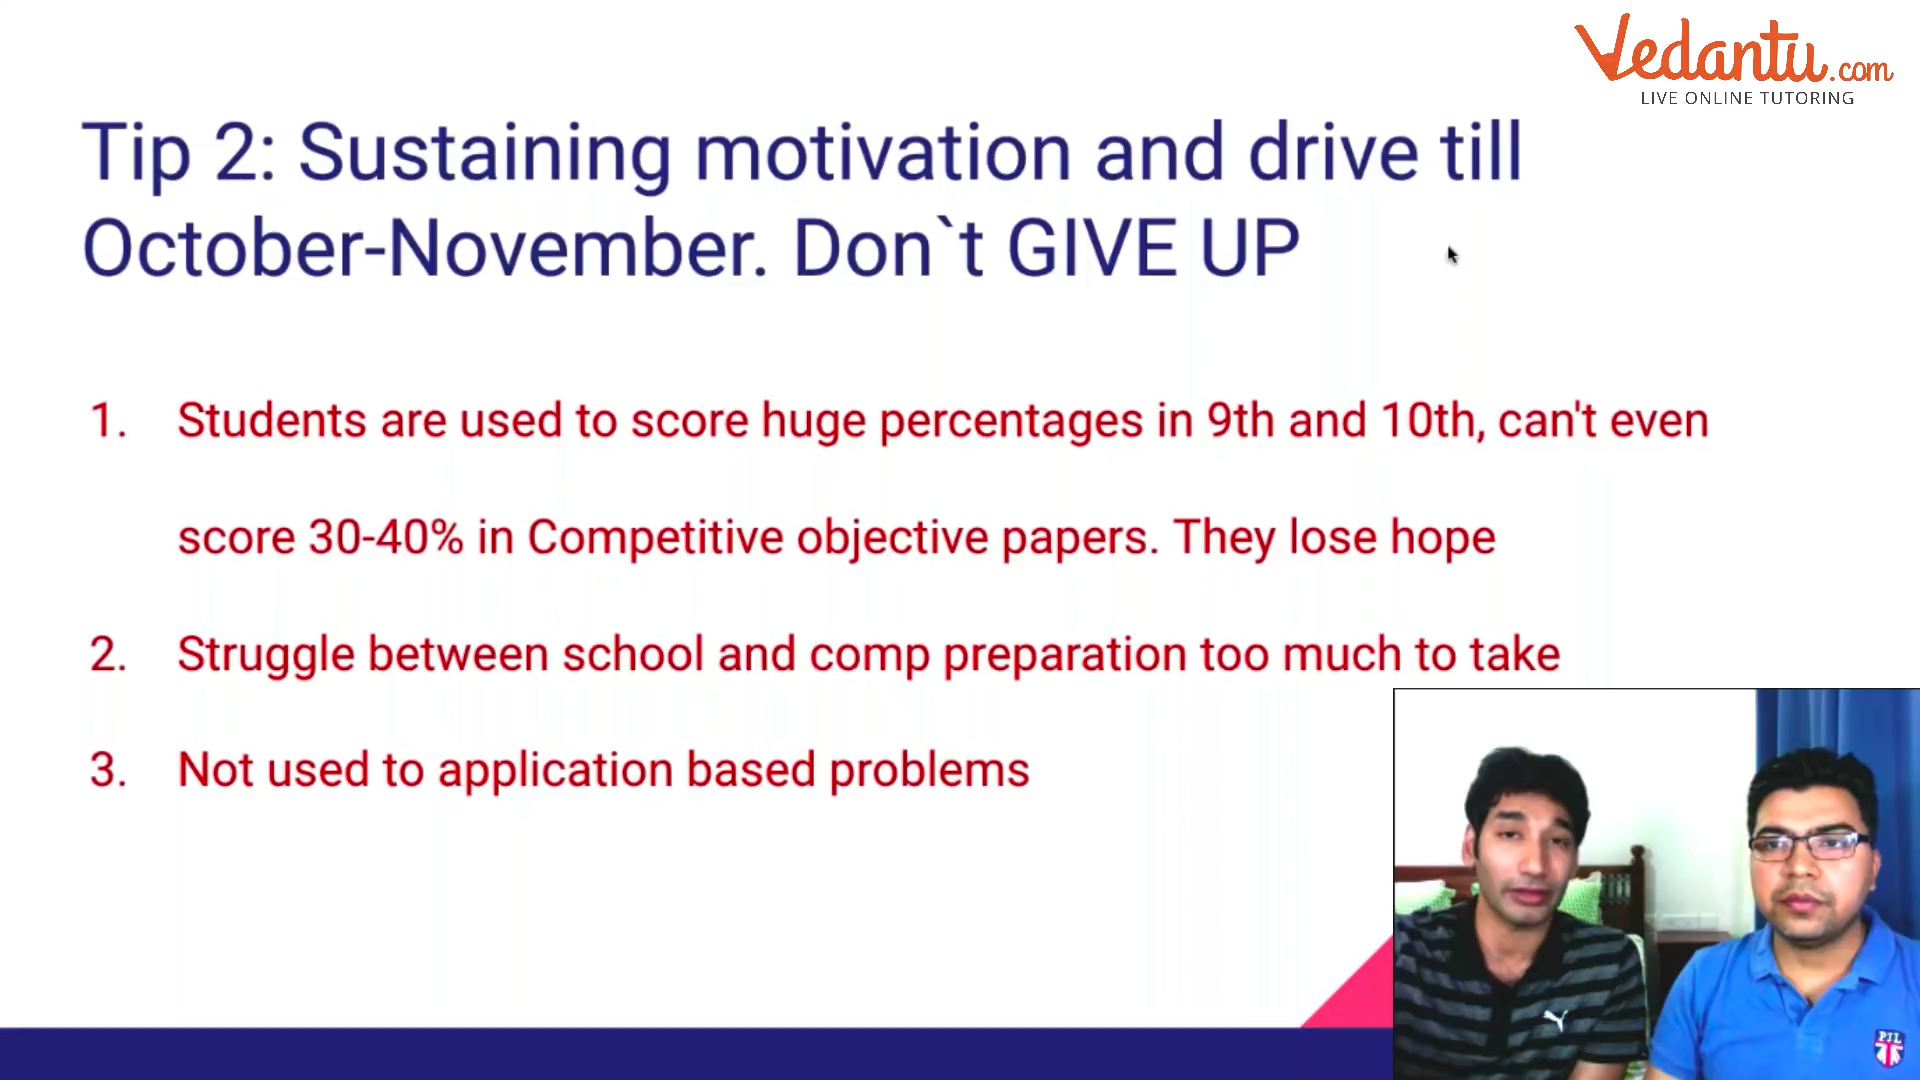 Vedantu.com
LIVE ONLINE TUTORING
Tip 2: Sustaining motivation and drive till
October-November. Don`t GIVE UP
1. Students are used to score huge percentages in 9th and 10th, can't even
score 30-40% in Competitive objective papers. They lose hope
2. Struggle between school and comp preparation too much to take
3. Not used to application based problems
PJL